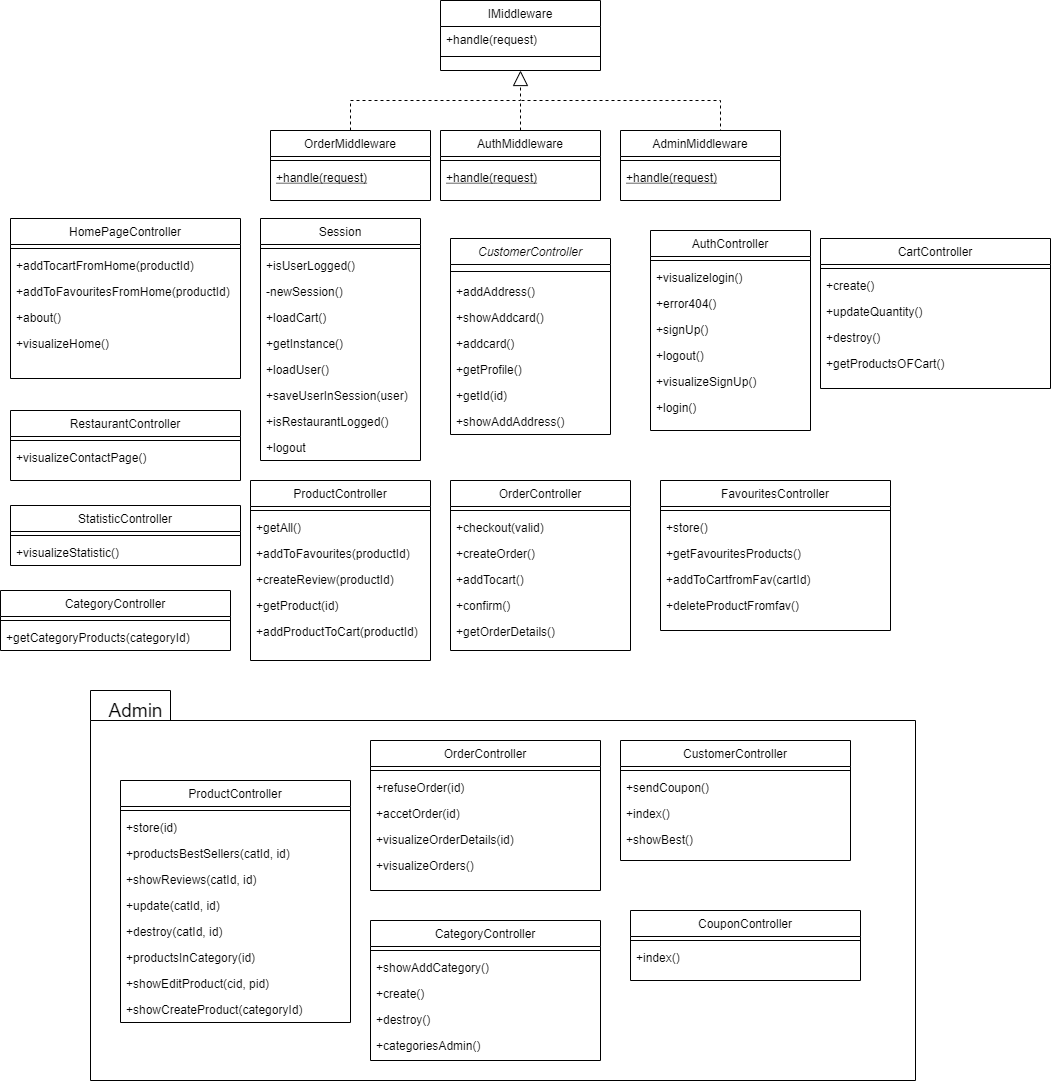 IMiddleware
+handle(request)
OrderMiddleware
+handle(request)
AuthMiddleware
+handle(request)
AdminMiddleware
+handle(request)
HomePageController
+addTocartFromHome(productId)
+addToFavouritesFromHome(productId)
+about()
+visualizeHome()
Session
+isUserLogged()
-newSession()
+loadCart()
+getInstance()
+loadUser()
+saveUserInSession(user)
+isRestaurantLogged()
+logout
CustomerController
+addAddress()
+showAddcard()
+addcard()
+getProfile()
+getId(id)
+showAddAddress()
AuthController
+visualizelogin()
+error404()
+signUp()
+logout()
+visualizeSignUp()
+login()
CartController
+create()
+updateQuantity()
+destroy()
+getProductsOFCart()
RestaurantController
+visualizeContactPage()
StatisticController
+visualizeStatistic()
CategoryController
+getCategoryProducts(categoryId)
ProductController
+getAll()
+addToFavourites(productId)
+createReview(productId)
+getProduct(id)
+addProductToCart(productId)
OrderController
+checkout(valid)
+createOrder()
+addTocart()
+confirm()
+getOrderDetails()
FavouritesController
+store()
+getFavouritesProducts()
+addToCartfromFav(cartId)
+deleteProductFromfav()
Admin
ProductController
+store(id)
+productsBestSellers(catId, id)
+showReviews(catId, id)
+update(catId, id)
+destroy(catId, id)
+productsInCategory(id)
+showEditProduct(cid, pid)
+showCreateProduct(categoryId)
OrderController
+refuseOrder(id)
+accetOrder(id)
+visualizeOrderDetails(id)
+visualizeOrders()
CustomerController
+sendCoupon()
+index()
+showBest()
CategoryController
+showAddCategory()
+create()
+destroy()
+categoriesAdmin()
CouponController
+index()